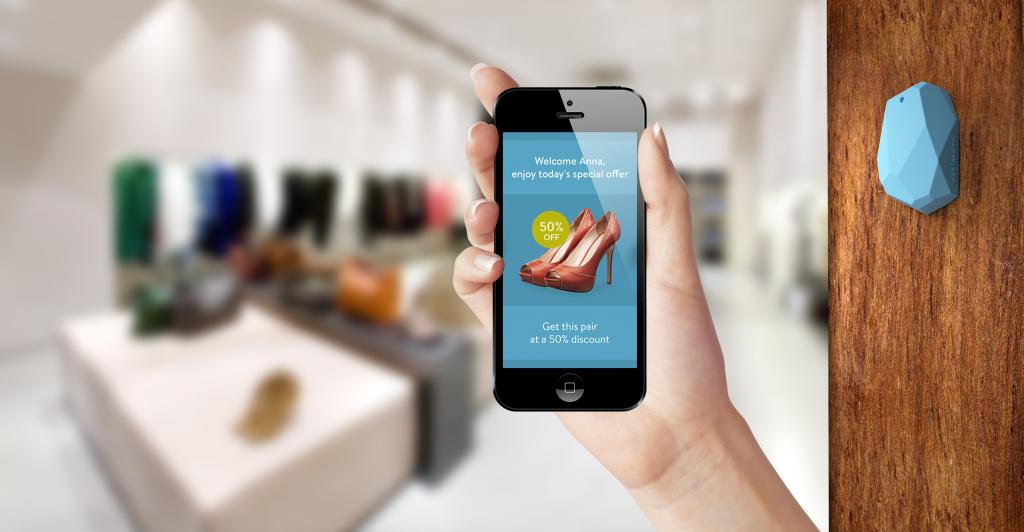 Welcome Anna,
enjoy today's special offer
50%
OFF
Get this pair
at a 50% discount